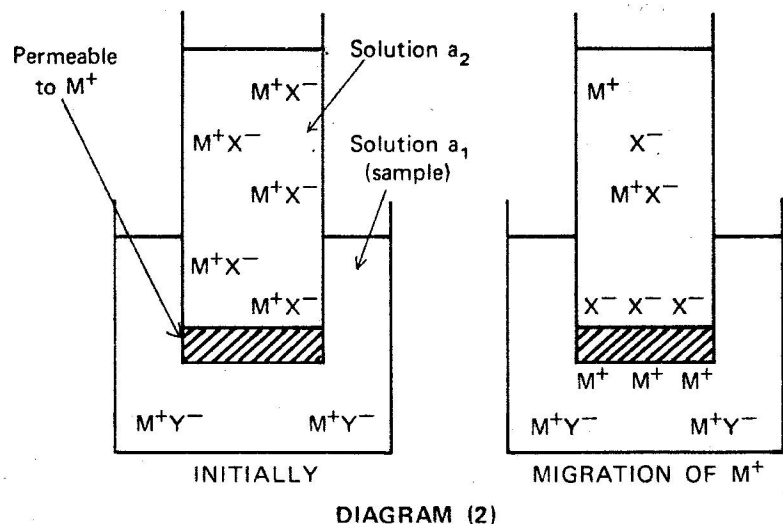 Permeable
to M⁺
Solution a₂
Solution a₁
(sample)
M⁺X⁻
M⁺X⁻
M⁺X⁻
M⁺X⁻
M⁺X⁻
M⁺Y⁻ M⁺Y⁻
INITIALLY
M⁺
X⁻
M⁺X⁻
X⁻ X⁻ X⁻
M⁺ M⁺ M⁺
M⁺Y⁻ M⁺Y⁻
MIGRATION OF M⁺
DIAGRAM (2)